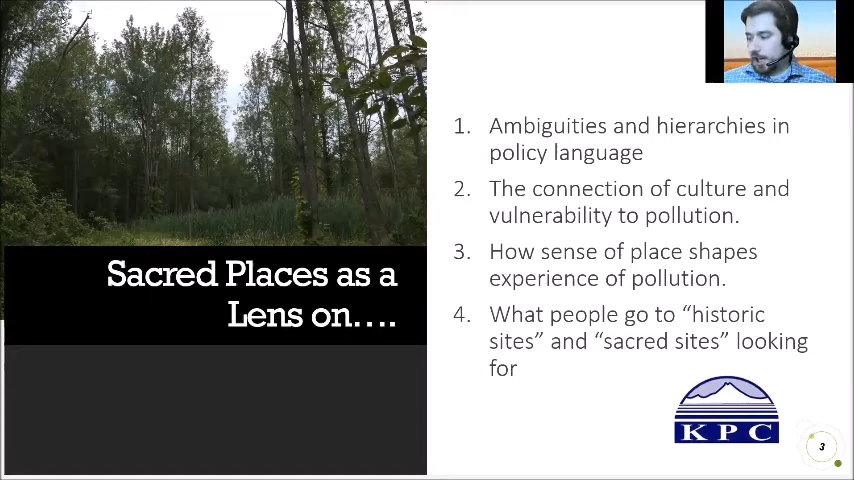 Sacred Places as a
Lens on….
1. Ambiguities and hierarchies in
policy language
2. The connection of culture and
vulnerability to pollution.
3. How sense of place shapes
experience of pollution.
4. What people go to “historic
sites” and “sacred sites” looking
for
KPC
3